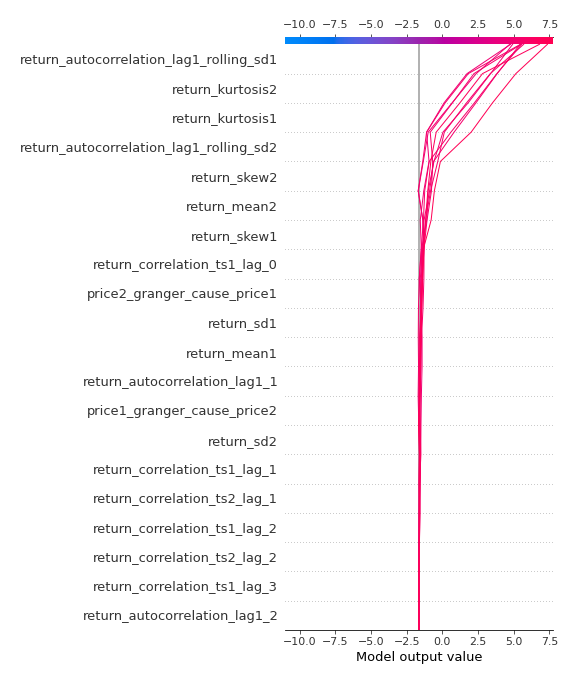 −10.0 −7.5 −5.0 −2.5 0.0 2.5 5.0 7.5
return_autocorrelation_lag1_rolling_sd1
return_kurtosis2
return_kurtosis1
return_autocorrelation_lag1_rolling_sd2
return_skew2
return_mean2
return_skew1
return_correlation_ts1_lag_0
price2_granger_cause_price1
return_sd1
return_mean1
return_autocorrelation_lag1_1
price1_granger_cause_price2
return_sd2
return_correlation_ts1_lag_1
return_correlation_ts2_lag_1
return_correlation_ts1_lag_2
return_correlation_ts2_lag_2
return_correlation_ts1_lag_3
return_autocorrelation_lag1_2
−10.0 −7.5 −5.0 −2.5 0.0 2.5 5.0 7.5
Model output value